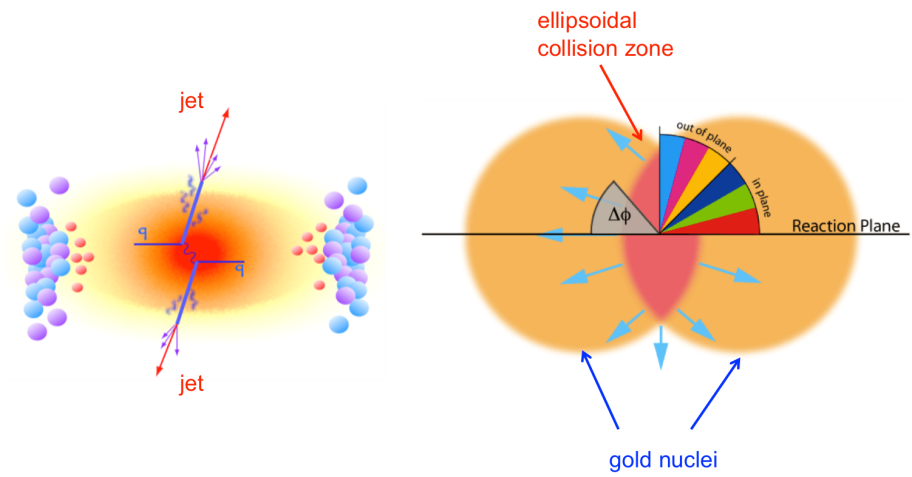 ellipsoidal
collision zone
jet
out of plane
in plane
Δϕ
q
Reaction Plane
q
jet
gold nuclei